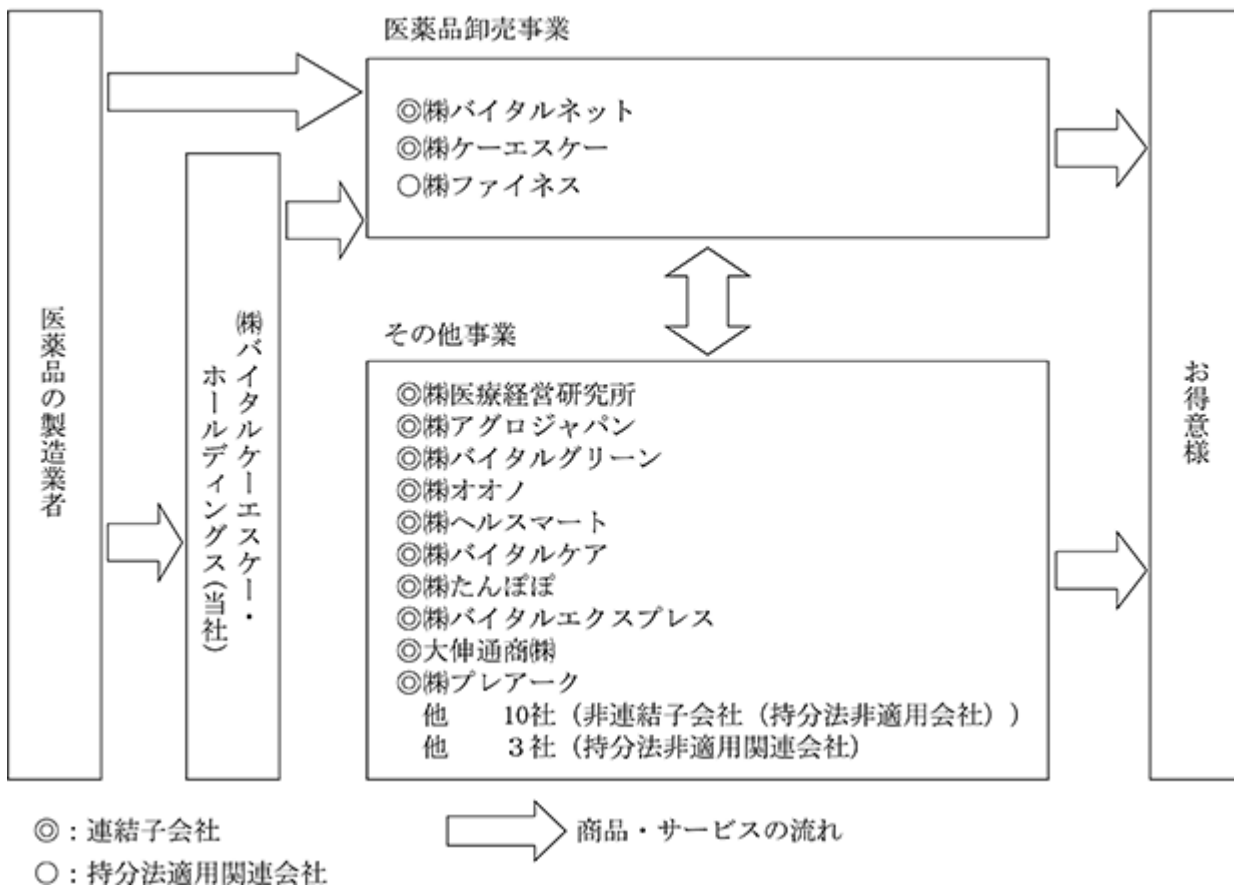 医薬品卸売事業
◎㈱バイタルネット
◎㈱ケーエスケー
○㈱ファイネス
医薬品の製造業者
㈱バイタルケーエスケー・
ホールディングス(当社)
その他事業
◎㈱医療経営研究所
◎㈱アグロジャパン
◎㈱バイタルグリーン
◎㈱オオノ
◎㈱ヘルスマート
◎㈱バイタルケア
◎㈱たんぽぽ
◎㈱バイタルエクスプレス
◎大伸通商㈱
◎㈱プレアーク
他 10社（非連結子会社（持分法非適用会社））
他 3社（持分法非適用関連会社）
お得意様
◎：連結子会社
商品・サービスの流れ
○：持分法適用関連会社